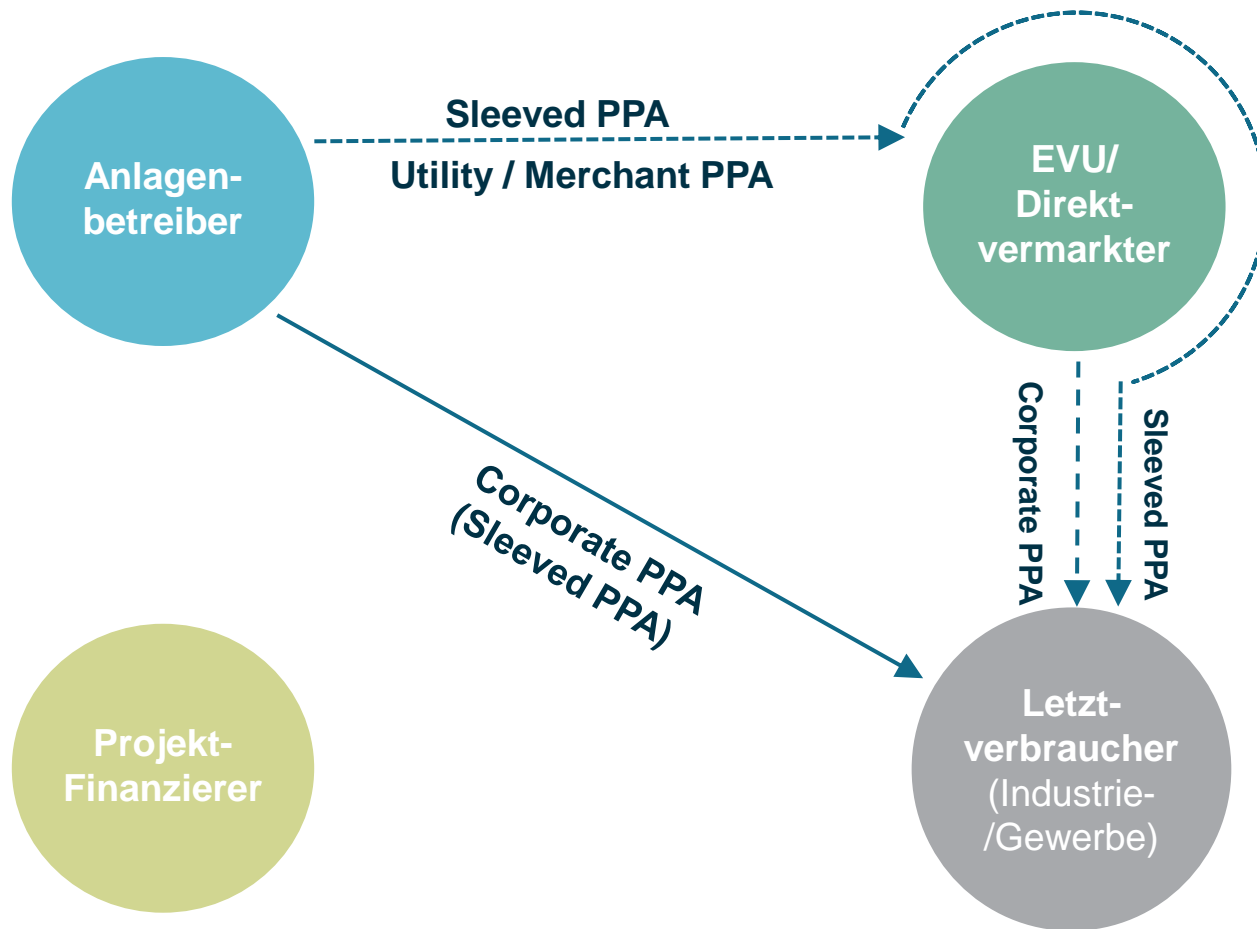 Sleeved PPA
Utility / Merchant PPA
Anlagen-
betreiber
EVU/
Direkt-
vermarkter
Corporate PPA
Sleeved PPA
Corporate PPA
(Sleeved PPA)
Projekt-
Finanzierer
Letzt-
verbraucher
(Industrie-
/Gewerbe)